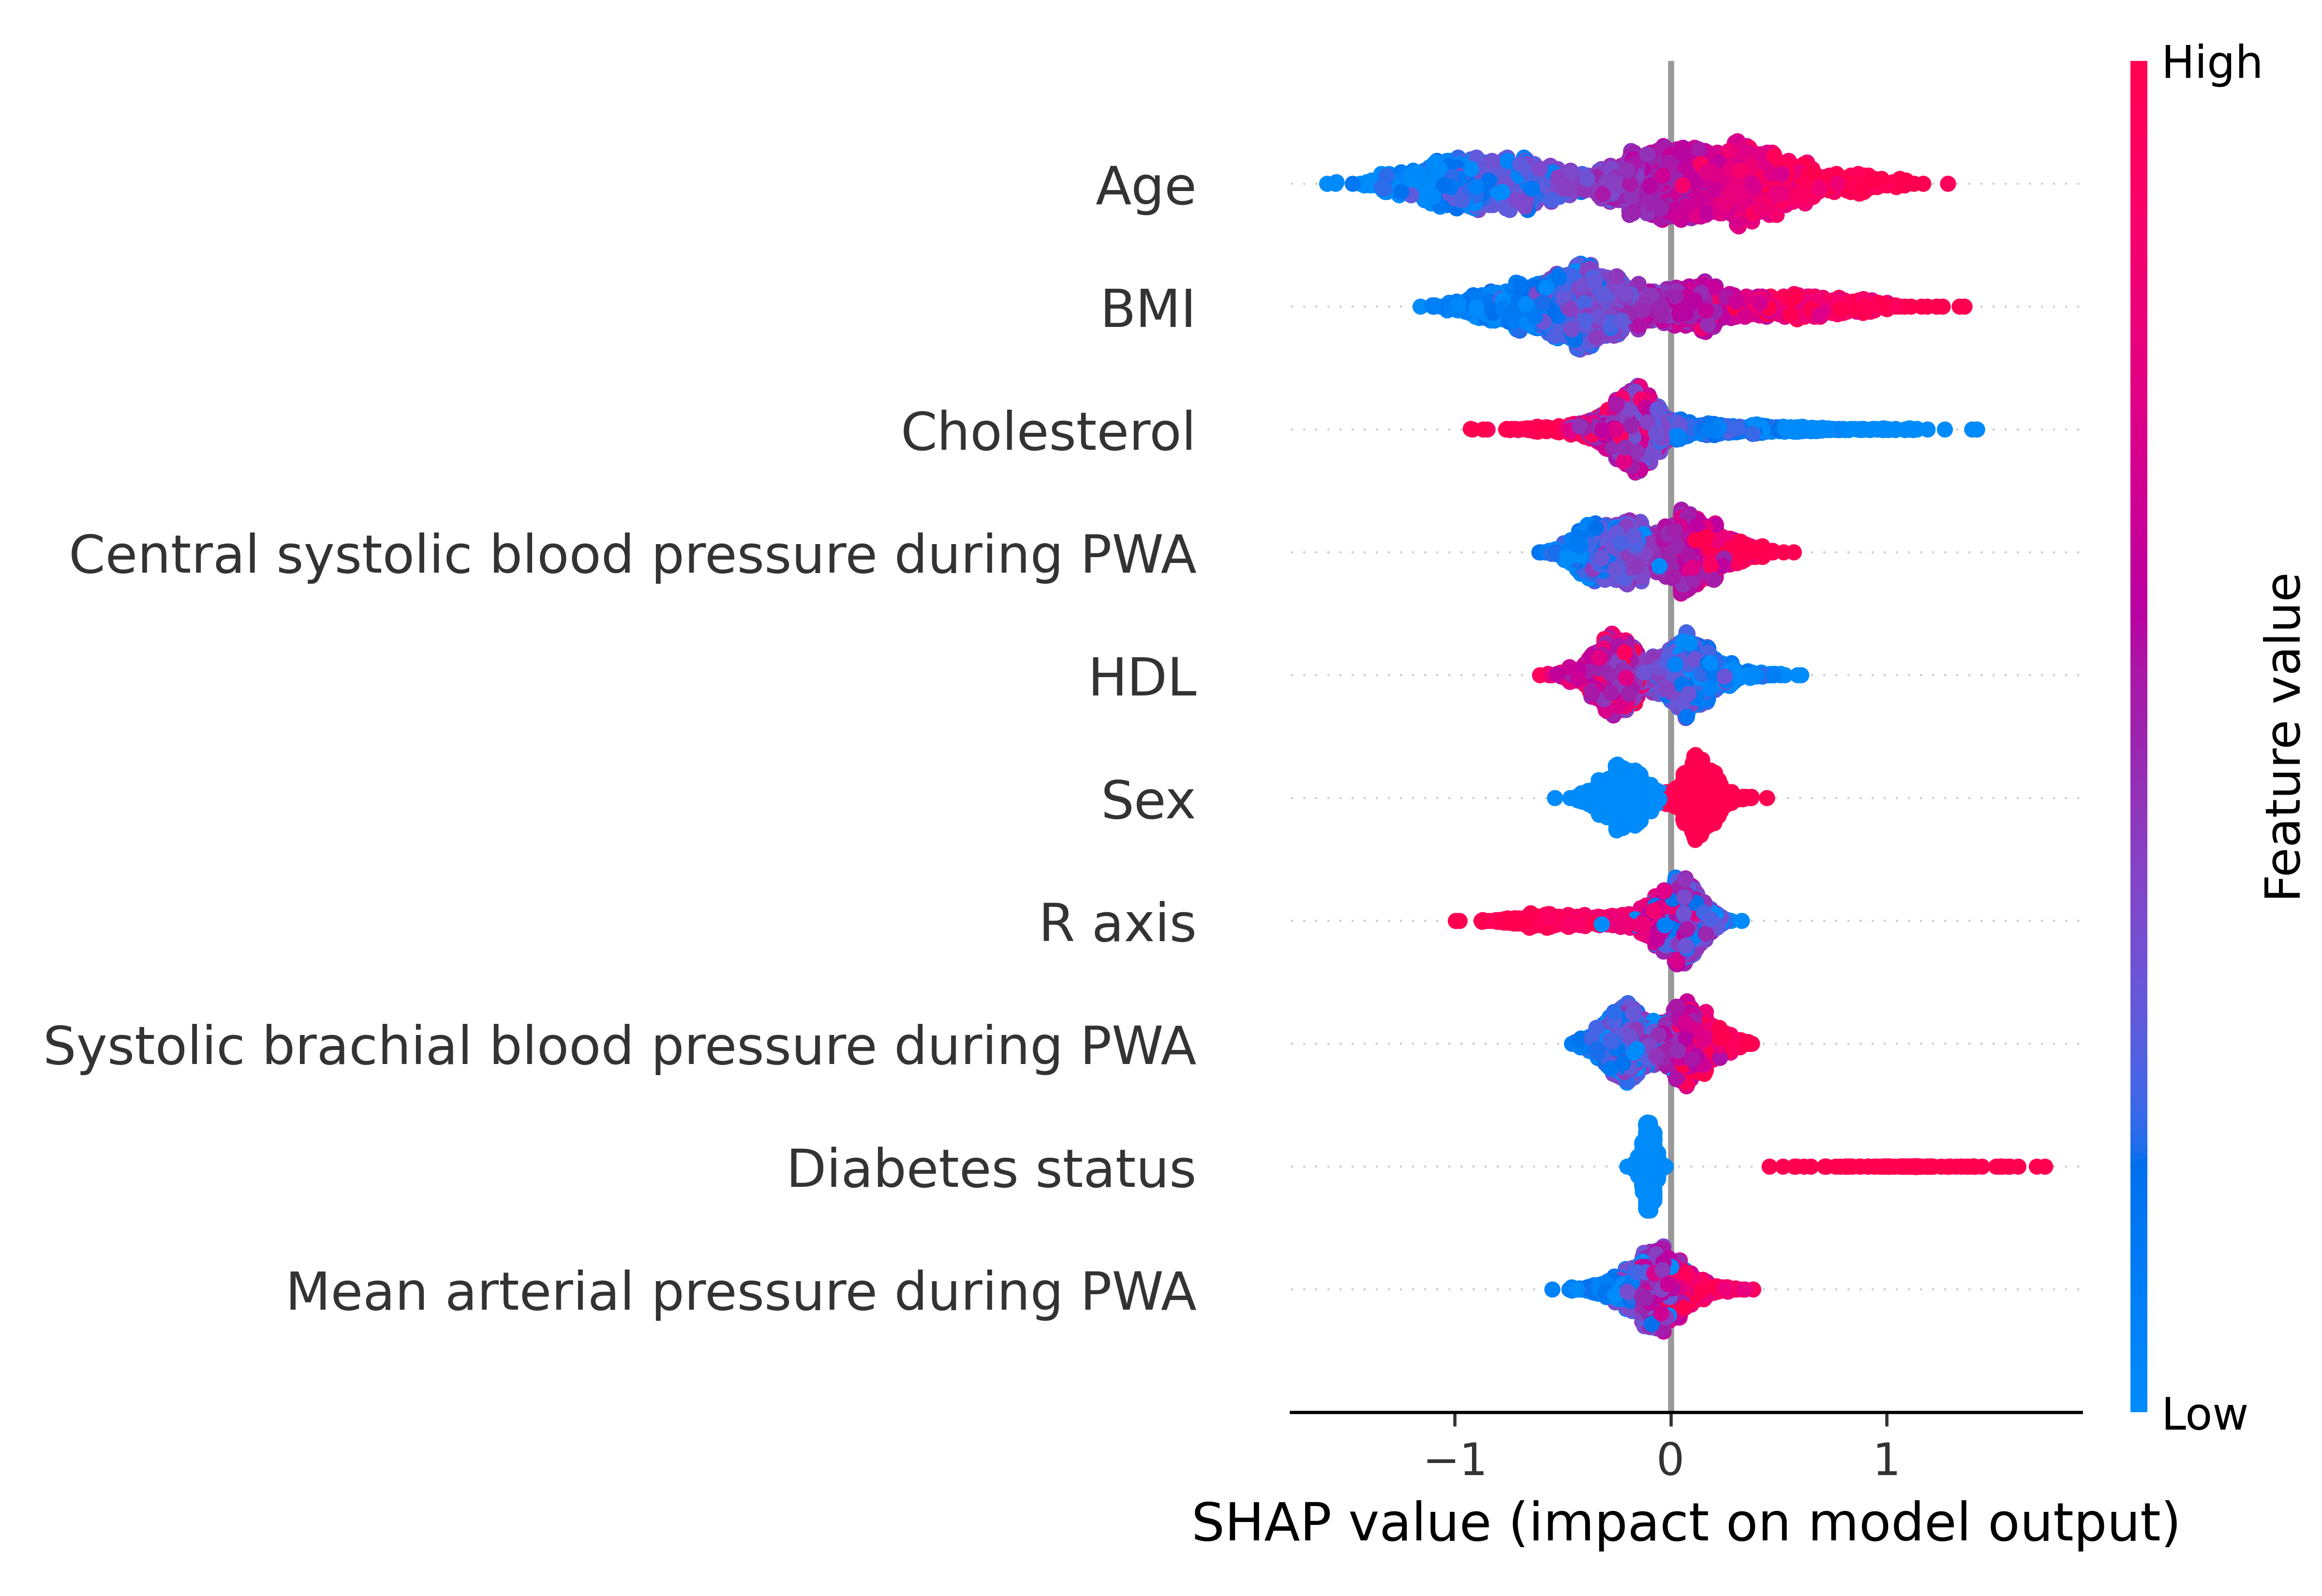 High
Age
BMI
Cholesterol
Central systolic blood pressure during PWA
HDL
Sex
R axis
Systolic brachial blood pressure during PWA
Diabetes status
Mean arterial pressure during PWA
Feature value
Low
−1 0 1
SHAP value (impact on model output)